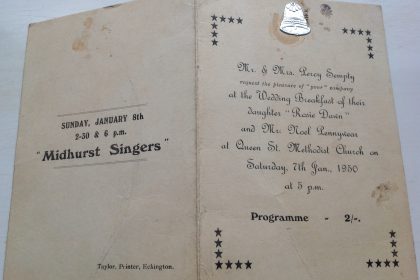 SUNDAY, JANUARY 8th
2-30 & 6 p.m.
"Midhurst Singers"
Taylor, Printer, Eckington.
Mr. & Mrs. Percy Sempty
request the pleasure of "your" company
at the Wedding Breakfast of their
daughter "Rosie Dawn"
and Mr. Noel Pennywear
at Queen St. Methodist Church on
Saturday, 7th Jan., 1950
at 5 p.m.
Programme - 2/-.